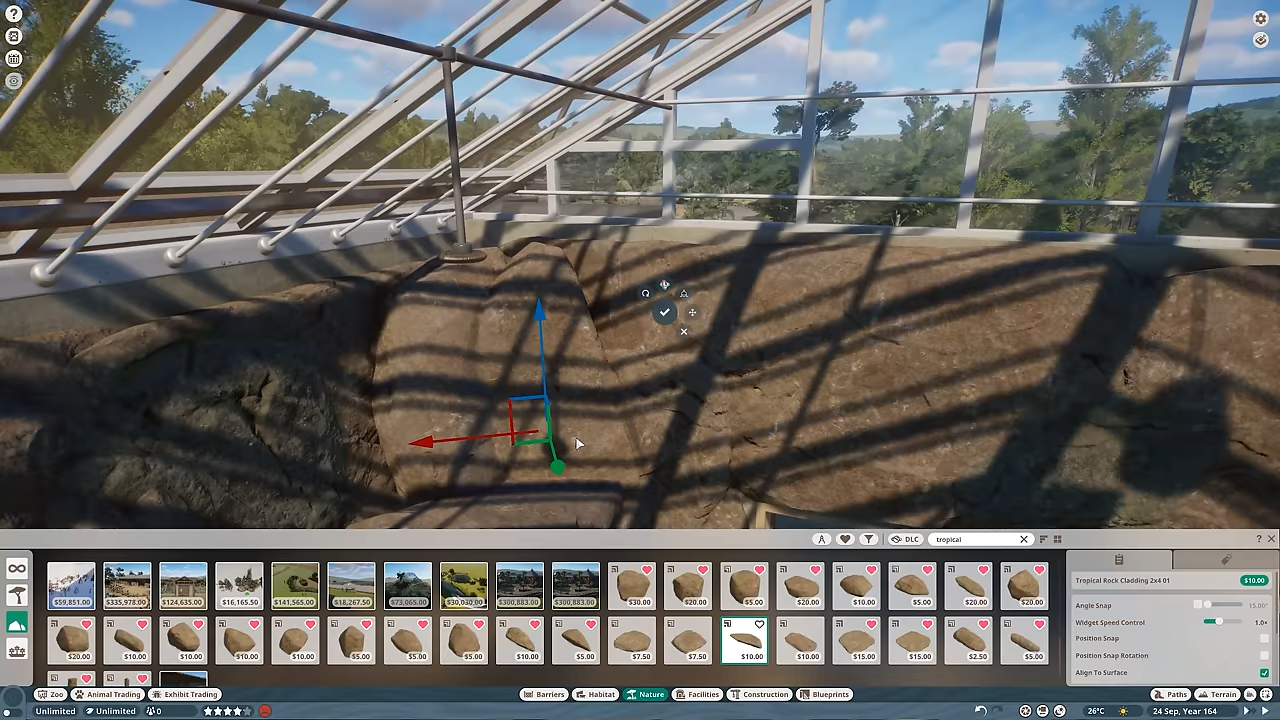 DLC
tropical
?
$59,851.00
$335,978.00
$124,635.00
$16,165.50
$141,565.00
$18,267.50
$73,065.00
$30,030.00
$300,883.00
$300,883.00
$30.00
$20.00
$5.00
$20.00
$10.00
$5.00
$20.00
$20.00
$20.00
$10.00
$10.00
$10.00
$10.00
$5.00
$5.00
$5.00
$10.00
$5.00
$7.50
$7.50
$10.00
$10.00
$15.00
$15.00
$2.50
$5.00
Tropical Rock Cladding 2x4 01
$10.00
Angle Snap
15.00°
Widget Speed Control
1.0×
Position Snap
Position Snap Rotation
Align To Surface
Zoo
Animal Trading
Exhibit Trading
Barriers
Habitat
Nature
Facilities
Construction
Blueprints
Paths
Terrain
Unlimited
Unlimited
0
26°C
24 Sep, Year 164